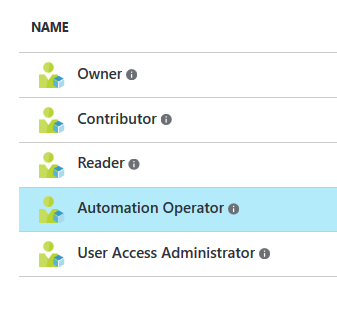 NAME
Owner
Contributor
Reader
Automation Operator
User Access Administrator